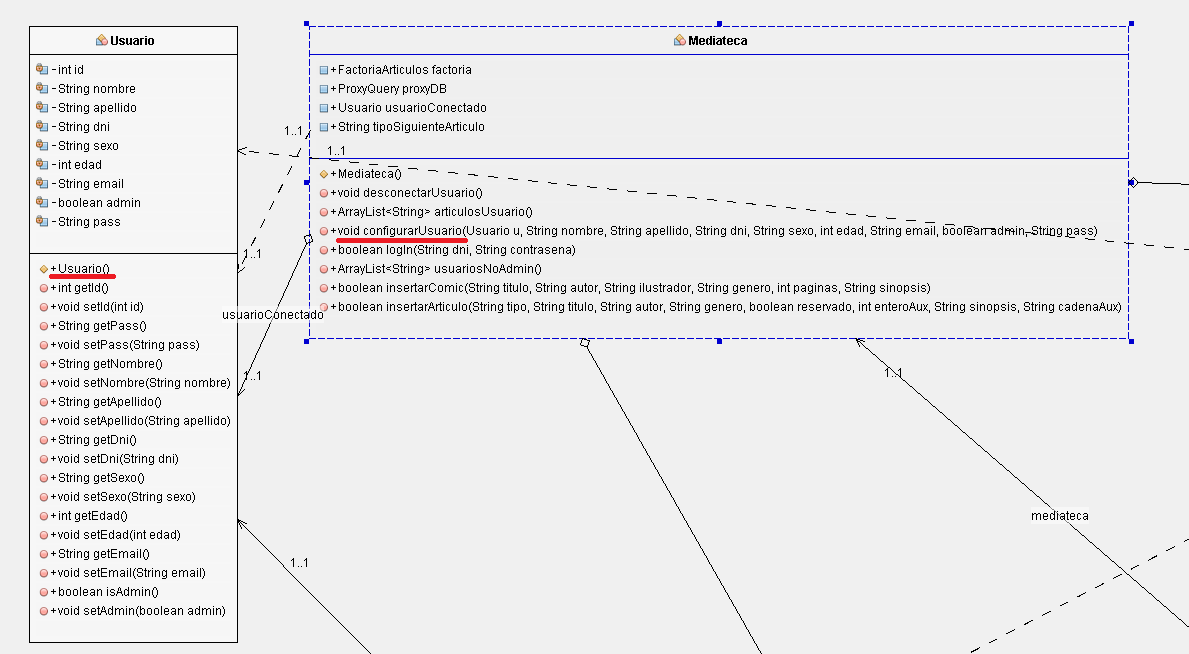 Usuario
- int id
- String nombre
- String apellido
- String dni
- String sexo
- int edad
- String email
- boolean admin
- String pass
+ Usuario()
+ int getId()
+ void setId(int id)
+ String getPass()
+ void setPass(String pass)
+ String getNombre()
+ void setNombre(String nombre)
+ String getApellido()
+ void setApellido(String apellido)
+ String getDni()
+ void setDni(String dni)
+ String getSexo()
+ void setSexo(String sexo)
+ int getEdad()
+ void setEdad(int edad)
+ String getEmail()
+ void setEmail(String email)
+ boolean isAdmin()
+ void setAdmin(boolean admin)
1..1
1..1
1..1
usuarioConectado
1..1
1..1
Mediateca
+ FactoriaArticulos factoria
+ ProxyQuery proxyDB
+ Usuario usuarioConectado
+ String tipoSiguienteArticulo
+ Mediateca()
+ void desconectarUsuario()
+ ArrayList<String> articulosUsuario()
+ void configurarUsuario(Usuario u, String nombre, String apellido, String dni, String sexo, int edad, String email, boolean admin, String pass)
+ boolean logIn(String dni, String contrasena)
+ ArrayList<String> usuariosNoAdmin()
+ boolean insertarComic(String titulo, String autor, String ilustrador, String genero, int paginas, String sinopsis)
+ boolean insertarArticulo(String tipo, String titulo, String autor, String genero, boolean reservado, int enteroAux, String sinopsis, String cadenaAux)
1..1
mediateca